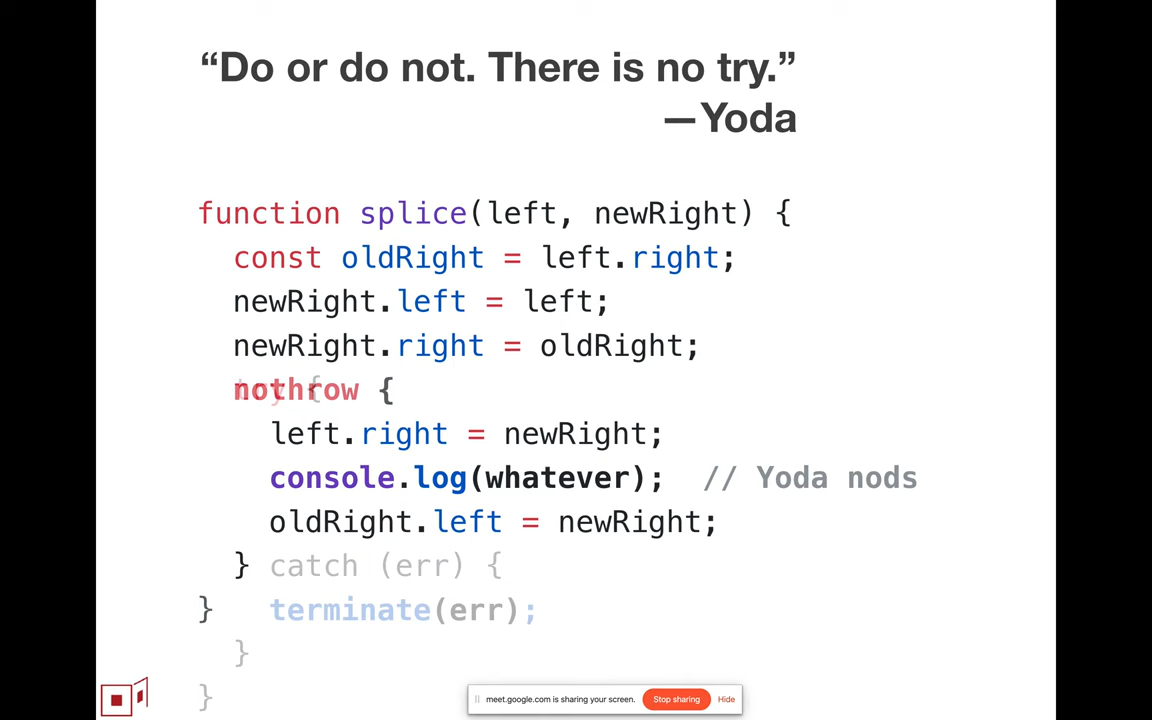 “Do or do not. There is no try.”
—Yoda
function splice(left, newRight) {
const oldRight = left.right;
newRight.left = left;
newRight.right = oldRight;
nothrow {
left.right = newRight;
console.log(whatever); // Yoda nods
oldRight.left = newRight;
} catch (err) {
} terminate(err);
}
}
meet.google.com is sharing your screen. Stop sharing Hide